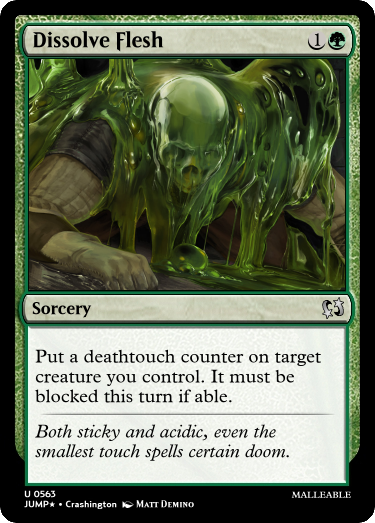 Dissolve Flesh 1
Sorcery
Put a deathtouch counter on target
creature you control. It must be
blocked this turn if able.
Both sticky and acidic, even the
smallest touch spells certain doom.
U 0563
MALLEABLE
JUMP★ • Crashington Matt Demino